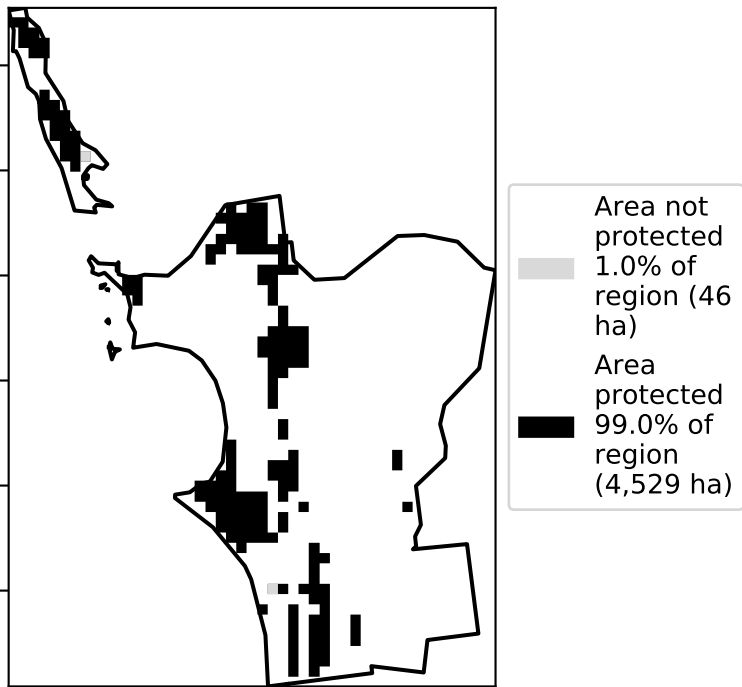 Area not
protected
1.0% of
region (46
ha)
Area
protected
99.0% of
region
(4,529 ha)